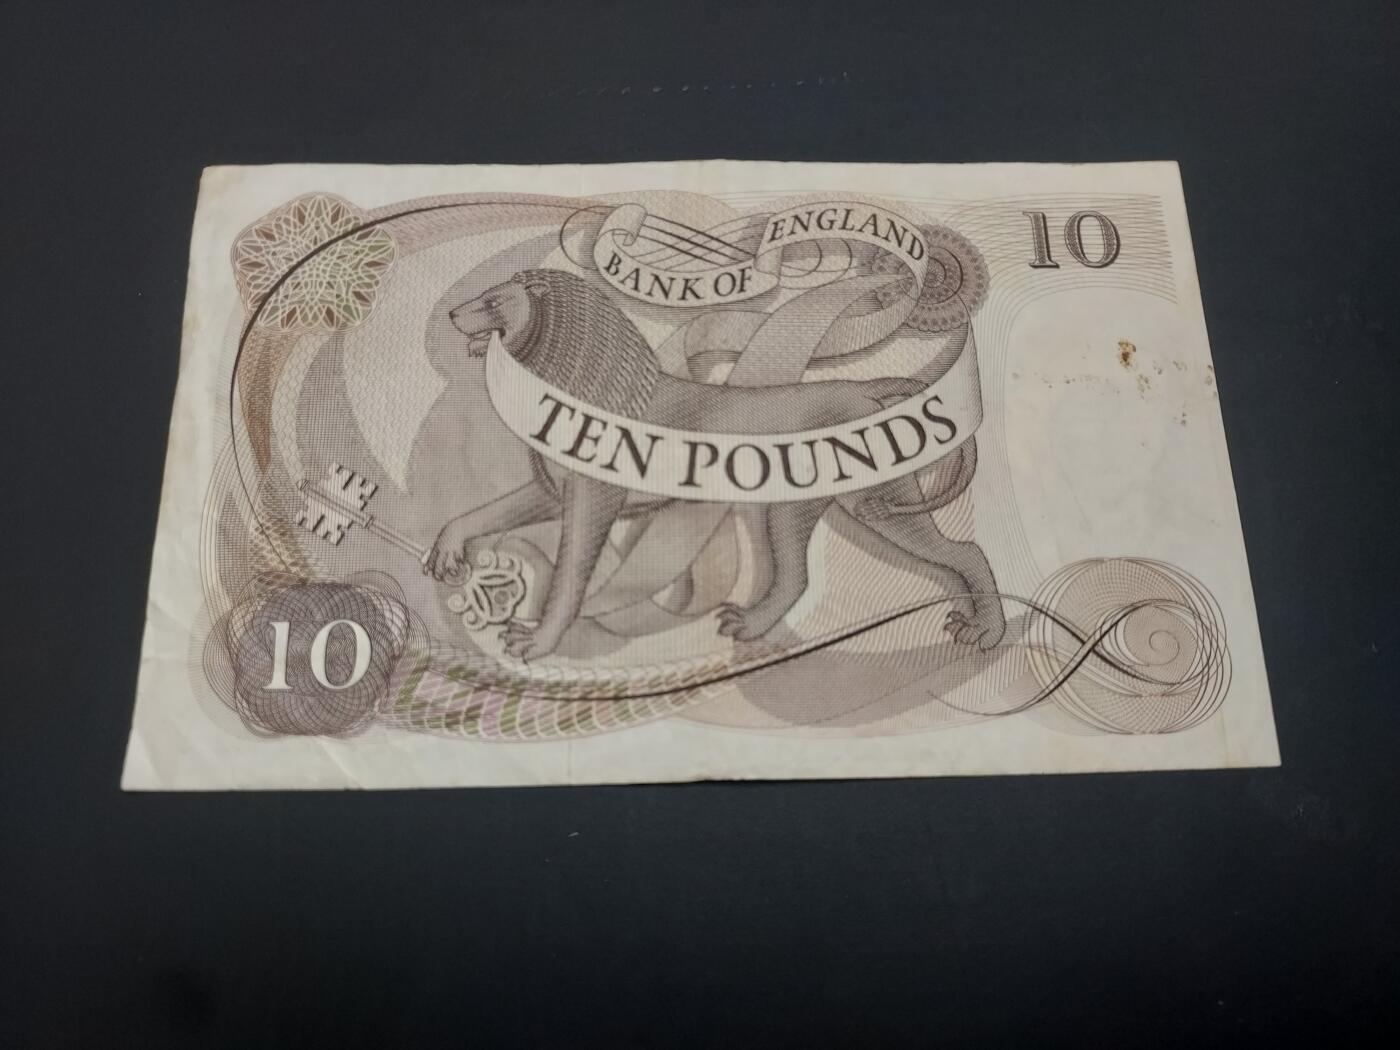 BANK OF ENGLAND
10
TEN POUNDS
10